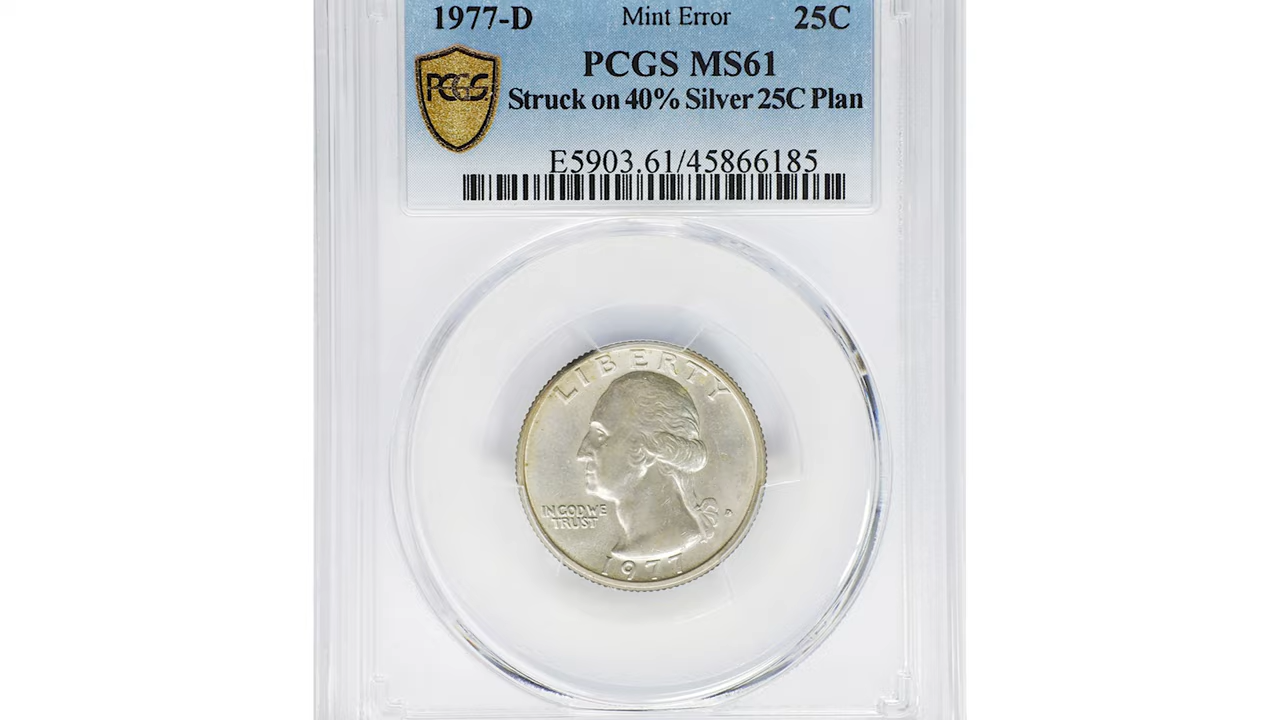 1977-D Mint Error 25C
PCGS MS61
PCGS
Struck on 40% Silver 25C Plan
E5903.61/45866185
LIBERTY
IN GOD WE
TRUST
D
1977